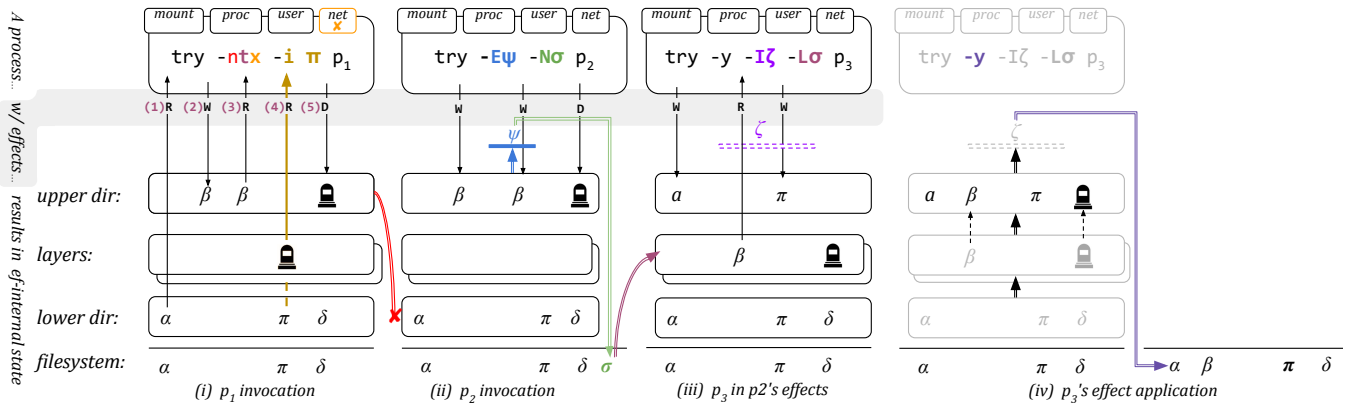 A process... w/ effects... results in ef-internal state
mount proc user net
✘
try -ntx -i π p1
(1)R (2)W (3)R (4)R (5)D
mount proc user net
try -Eψ -Nσ p2
W W D
ψ
mount proc user net
try -y -Iζ -Lσ p3
W R W
ζ
mount proc user net
try -y -Iζ -Lσ p3
ζ
upper dir: β β β β a π a β π
layers: β β
lower dir: α π δ ✘ α π δ α π δ α π δ
filesystem: α π δ α π δ σ α π δ α π δ α β π δ
(i) p1 invocation
(ii) p2 invocation
(iii) p3 in p2's effects
(iv) p3's effect application